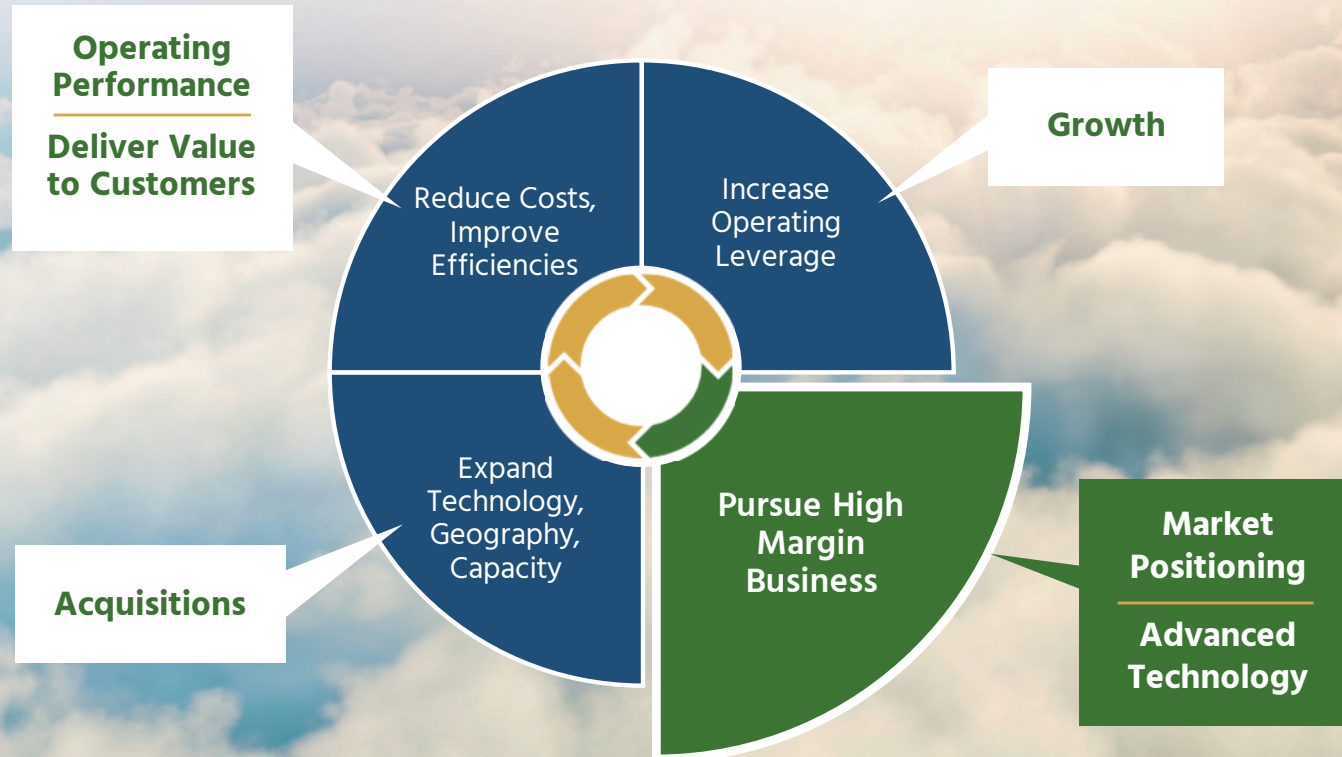 Operating
Performance
Deliver Value
to Customers
Reduce Costs,
Improve
Efficiencies
Increase
Operating
Leverage
Growth
Expand
Technology,
Geography,
Capacity
Acquisitions
Pursue High
Margin
Business
Market
Positioning
Advanced
Technology